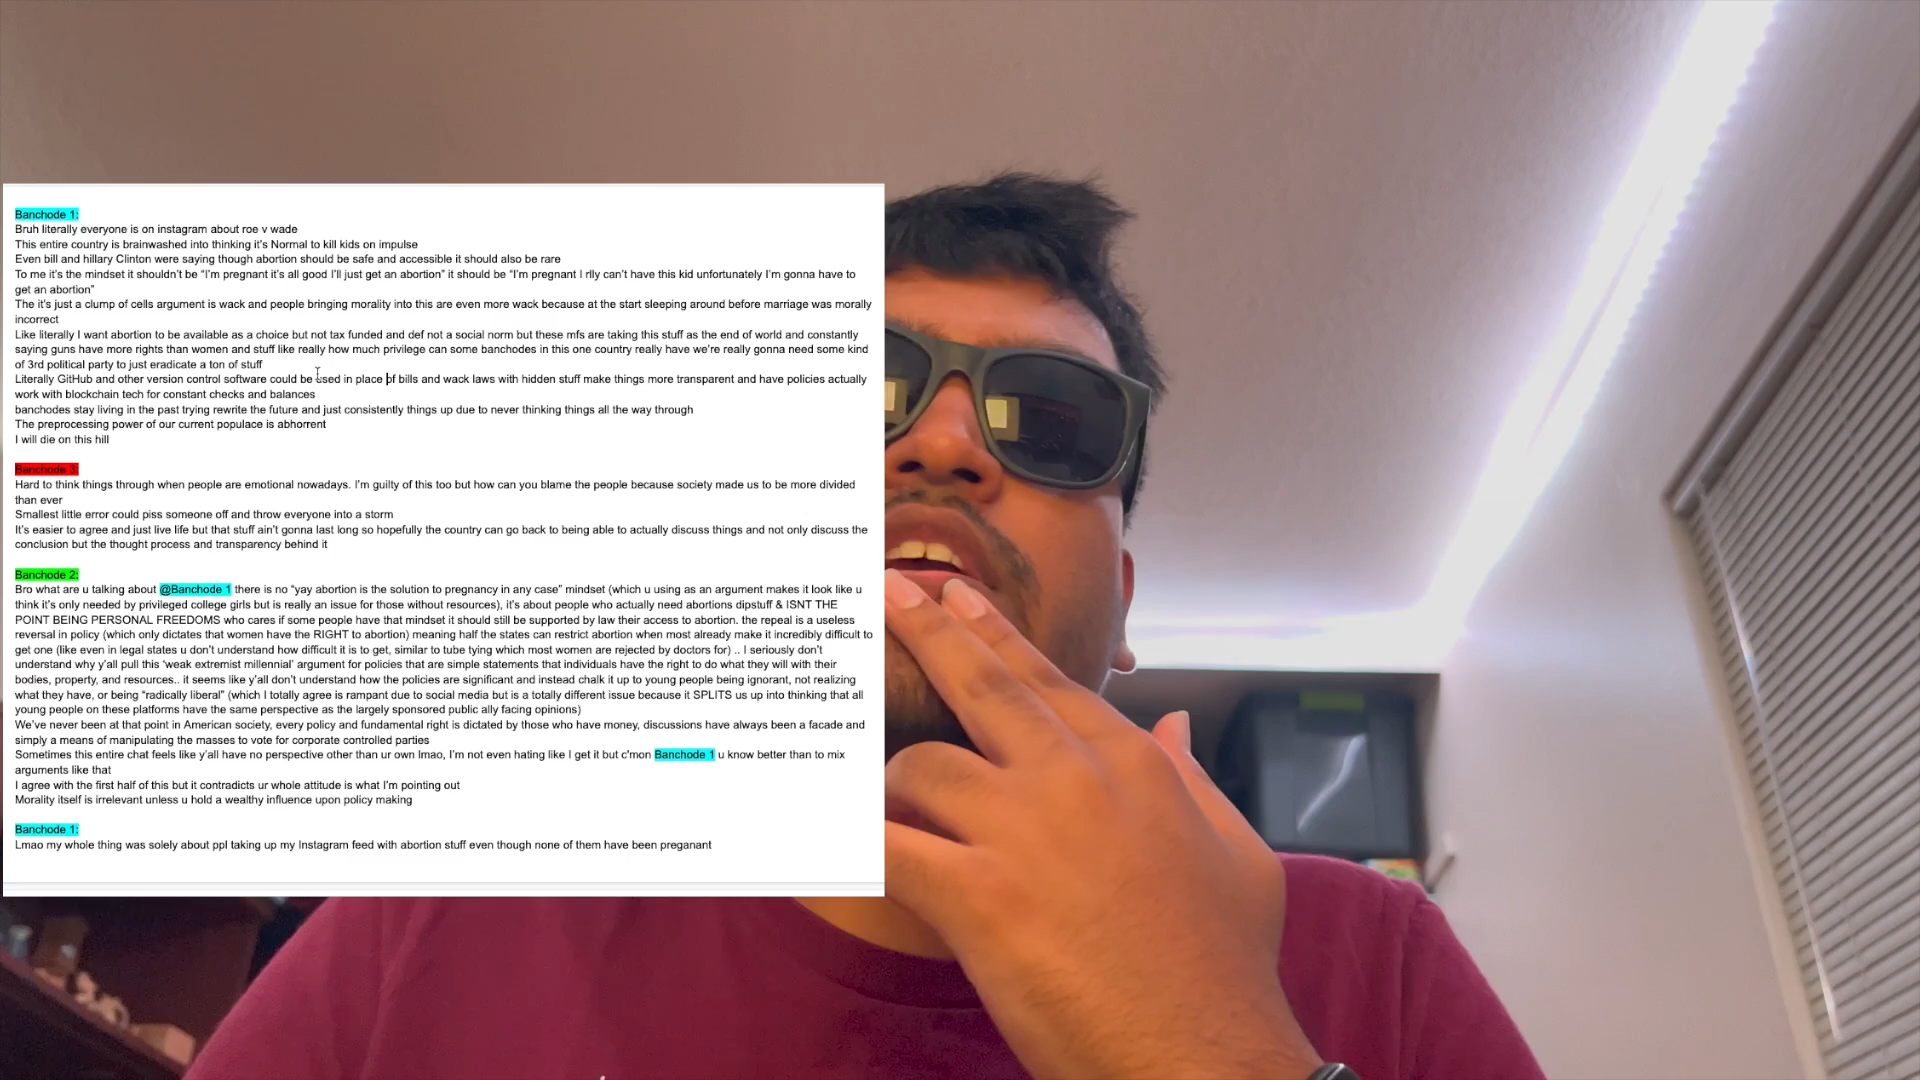 Banchode 1:
Bruh literally everyone is on instagram about roe v wade
This entire country is brainwashed into thinking it's Normal to kill kids on impulse
Even bill and hillary Clinton were saying though abortion should be safe and accessible it should also be rare
To me it's the mindset it shouldn't be “I'm pregnant it's all good I'll just get an abortion” it should be “I'm pregnant I rlly can't have this kid unfortunately I'm gonna have to
get an abortion”
The it's just a clump of cells argument is wack and people bringing morality into this are even more wack because at the start sleeping around before marriage was morally
incorrect
Like literally I want abortion to be available as a choice but not tax funded and def not a social norm but these mfs are taking this stuff as the end of world and constantly
saying guns have more rights than women and stuff like really how much privilege can some banchodes in this one country really have we're really gonna need some kind
of 3rd political party to just eradicate a ton of stuff
Literally GitHub and other version control software could be used in place of bills and wack laws with hidden stuff make things more transparent and have policies actually
work with blockchain tech for constant checks and balances
banchodes stay living in the past trying rewrite the future and just consistently things up due to never thinking things all the way through
The preprocessing power of our current populace is abhorrent
I will die on this hill
Banchode 3:
Hard to think things through when people are emotional nowadays. I'm guilty of this too but how can you blame the people because society made us to be more divided
than ever
Smallest little error could piss someone off and throw everyone into a storm
It's easier to agree and just live life but that stuff ain't gonna last long so hopefully the country can go back to being able to actually discuss things and not only discuss the
conclusion but the thought process and transparency behind it
Banchode 2:
Bro what are u talking about @Banchode 1 there is no “yay abortion is the solution to pregnancy in any case” mindset (which u using as an argument makes it look like u
think it's only needed by privileged college girls but is really an issue for those without resources), it's about people who actually need abortions dipstuff & ISNT THE
POINT BEING PERSONAL FREEDOMS who cares if some people have that mindset it should still be supported by law their access to abortion. the repeal is a useless
reversal in policy (which only dictates that women have the RIGHT to abortion) meaning half the states can restrict abortion when most already make it incredibly difficult to
get one (like even in legal states u don't understand how difficult it is to get, similar to tube tying which most women are rejected by doctors for) .. I seriously don't
understand why y'all pull this ‘weak extremist millennial’ argument for policies that are simple statements that individuals have the right to do what they will with their
bodies, property, and resources.. it seems like y'all don't understand how the policies are significant and instead chalk it up to young people being ignorant, not realizing
what they have, or being “radically liberal” (which I totally agree is rampant due to social media but is a totally different issue because it SPLITS us up into thinking that all
young people on these platforms have the same perspective as the largely sponsored public ally facing opinions)
We've never been at that point in American society, every policy and fundamental right is dictated by those who have money, discussions have always been a facade and
simply a means of manipulating the masses to vote for corporate controlled parties
Sometimes this entire chat feels like y'all have no perspective other than ur own lmao, I'm not even hating like I get it but c'mon Banchode 1 u know better than to mix
arguments like that
I agree with the first half of this but it contradicts ur whole attitude is what I'm pointing out
Morality itself is irrelevant unless u hold a wealthy influence upon policy making
Banchode 1:
Lmao my whole thing was solely about ppl taking up my Instagram feed with abortion stuff even though none of them have been preganant